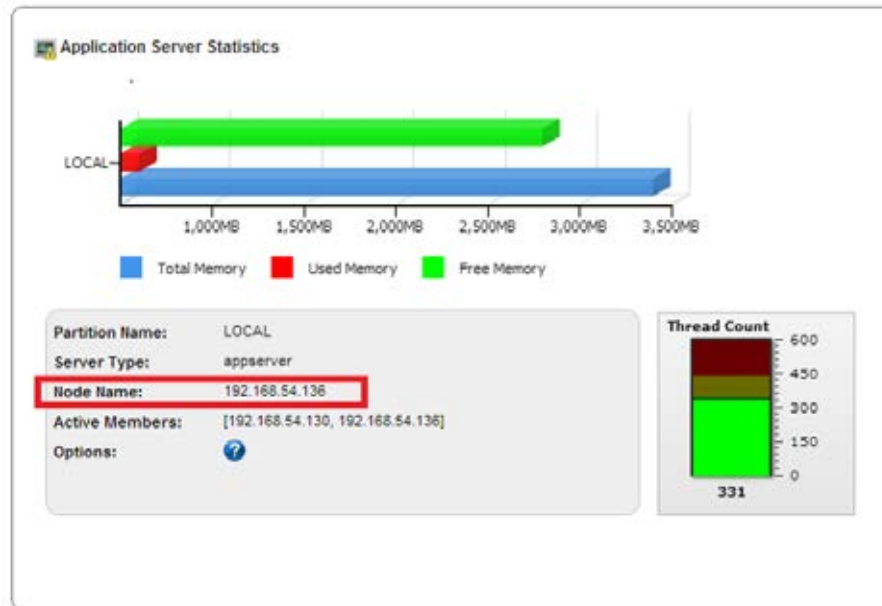 Application Server Statistics
LOCAL
1,000MB 1,500MB 2,000MB 2,500MB 3,000MB 3,500MB
Total Memory Used Memory Free Memory
Partition Name: LOCAL
Server Type: appserver
Node Name: 192.168.54.136
Active Members: [192.168.54.130, 192.168.54.136]
Options: ?
Thread Count
600
450
300
150
0
331